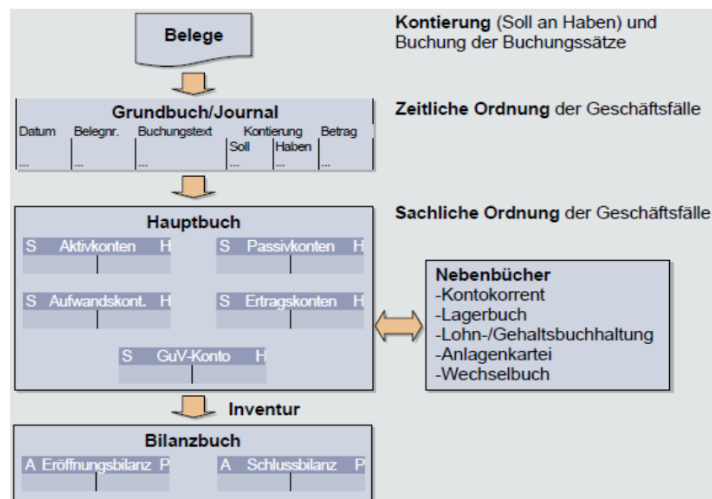 Belege
Kontierung (Soll an Haben) und
Buchung der Buchungssätze
Grundbuch/Journal
Datum Belegnr. Buchungstext Kontierung Betrag
Soll Haben
... ... ... ... ... ...
Zeitliche Ordnung der Geschäftsfälle
Hauptbuch
S Aktivkonten H S Passivkonten H
S Aufwandskont. H S Ertragskonten H
S GuV-Konto H
Sachliche Ordnung der Geschäftsfälle
Nebenbücher
-Kontokorrent
-Lagerbuch
-Lohn-/Gehaltsbuchhaltung
-Anlagenkartei
-Wechselbuch
Inventur
Bilanzbuch
A Eröffnungsbilanz P A Schlussbilanz P